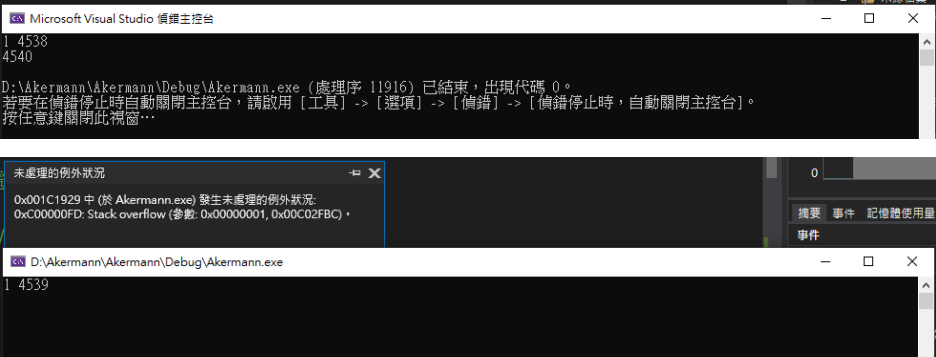 Microsoft Visual Studio 偵錯主控台
1 4538
4540
D:\Akermann\Akermann\Debug\Akermann.exe (處理序 11916) 已結束，出現代碼 0。
若要在偵錯停止時自動關閉主控台，請啟用 [工具] -> [選項] -> [偵錯] -> [偵錯停止時，自動關閉主控台]。
按任意鍵關閉此視窗…
未處理的例外狀況
0x001C1929 中 (於 Akermann.exe) 發生未處理的例外狀況:
0xC00000FD: Stack overflow (參數: 0x00000001, 0x00C02FBC)。
0
摘要 事件 記憶體使用量
事件
D:\Akermann\Akermann\Debug\Akermann.exe
1 4539